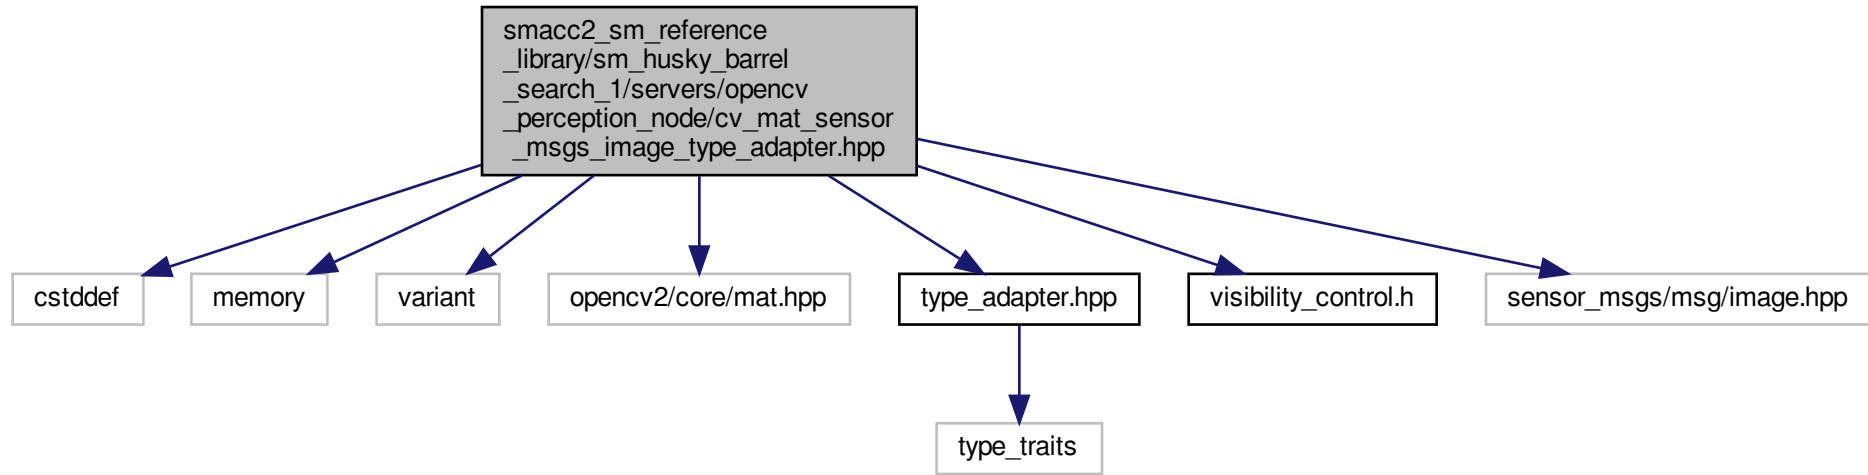 smacc2_sm_reference
_library/sm_husky_barrel
_search_1/servers/opencv
_perception_node/cv_mat_sensor
_msgs_image_type_adapter.hpp
cstddef
memory
variant
opencv2/core/mat.hpp
type_adapter.hpp
visibility_control.h
sensor_msgs/msg/image.hpp
type_traits